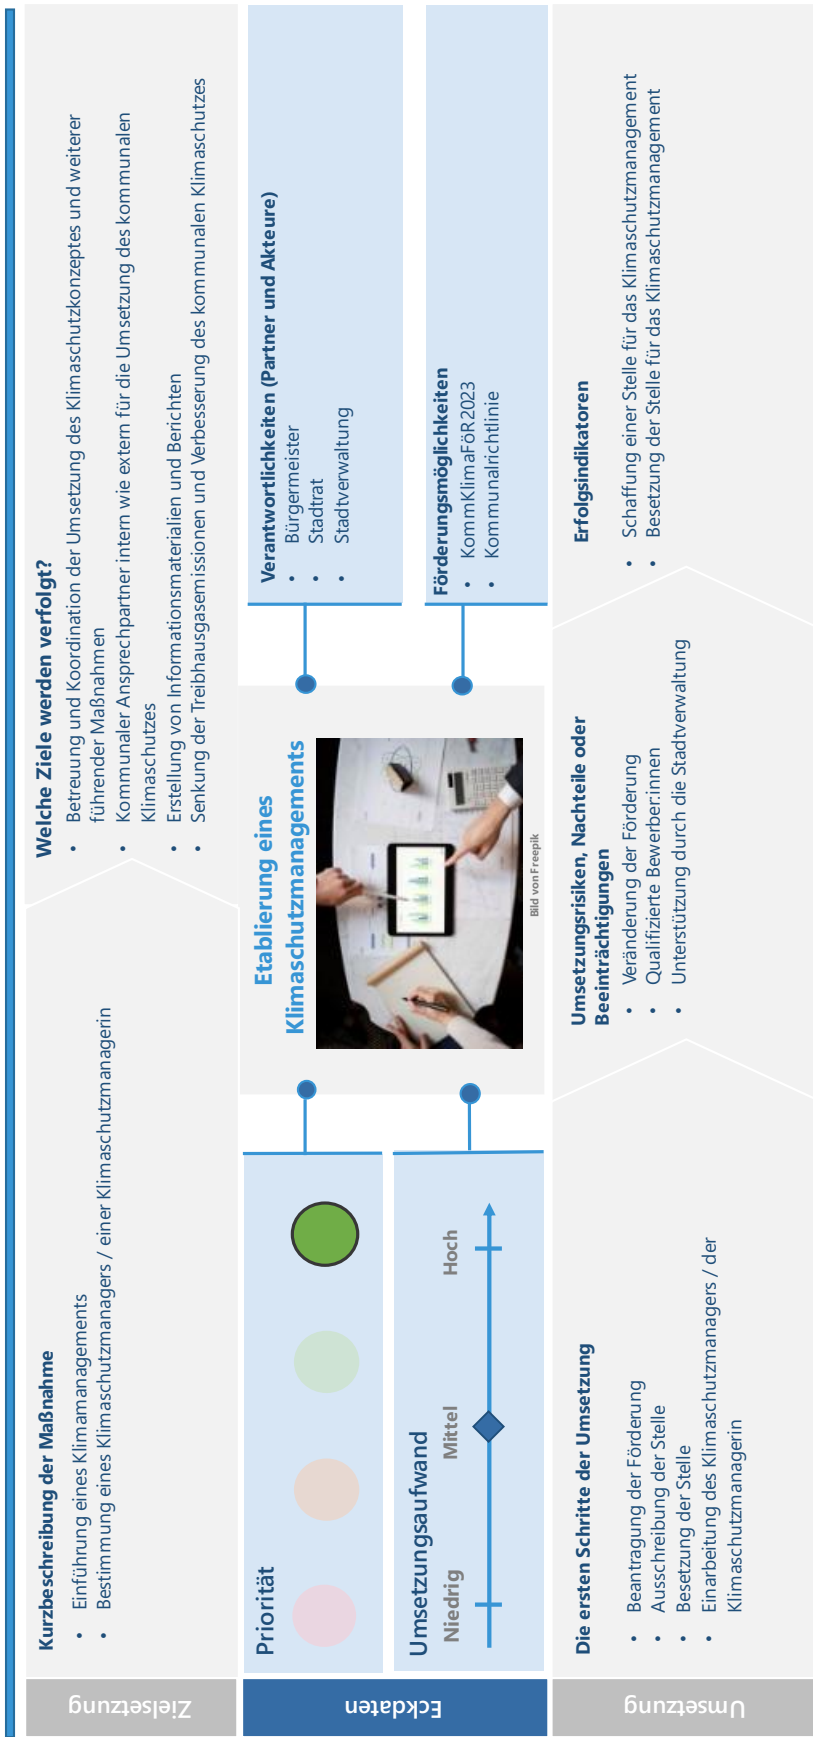 Zielsetzung
Kurzbeschreibung der Maßnahme
• Einführung eines Klimamanagements
• Bestimmung eines Klimaschutzmanagers / einer Klimaschutzmanagerin
Welche Ziele werden verfolgt?
• Betreuung und Koordination der Umsetzung des Klimaschutzkonzeptes und weiterer
führender Maßnahmen
• Kommunaler Ansprechpartner intern wie extern für die Umsetzung des kommunalen
Klimaschutzes
• Erstellung von Informationsmaterialien und Berichten
• Senkung der Treibhausgasemissionen und Verbesserung des kommunalen Klimaschutzes
Eckdaten
Priorität
Umsetzungsaufwand
Niedrig
Mittel
Hoch
Etablierung eines
Klimaschutzmanagements
Bild von Freepik
Verantwortlichkeiten (Partner und Akteure)
• Bürgermeister
• Stadtrat
• Stadtverwaltung
Förderungsmöglichkeiten
• KommKlimaFöR2023
• Kommunalrichtlinie
Umsetzung
Die ersten Schritte der Umsetzung
• Beantragung der Förderung
• Ausschreibung der Stelle
• Besetzung der Stelle
• Einarbeitung des Klimaschutzmanagers / der
Klimaschutzmanagerin
Umsetzungsrisiken, Nachteile oder
Beeinträchtigungen
• Veränderung der Förderung
• Qualifizierte Bewerber:innen
• Unterstützung durch die Stadtverwaltung
Erfolgsindikatoren
• Schaffung einer Stelle für das Klimaschutzmanagement
• Besetzung der Stelle für das Klimaschutzmanagement